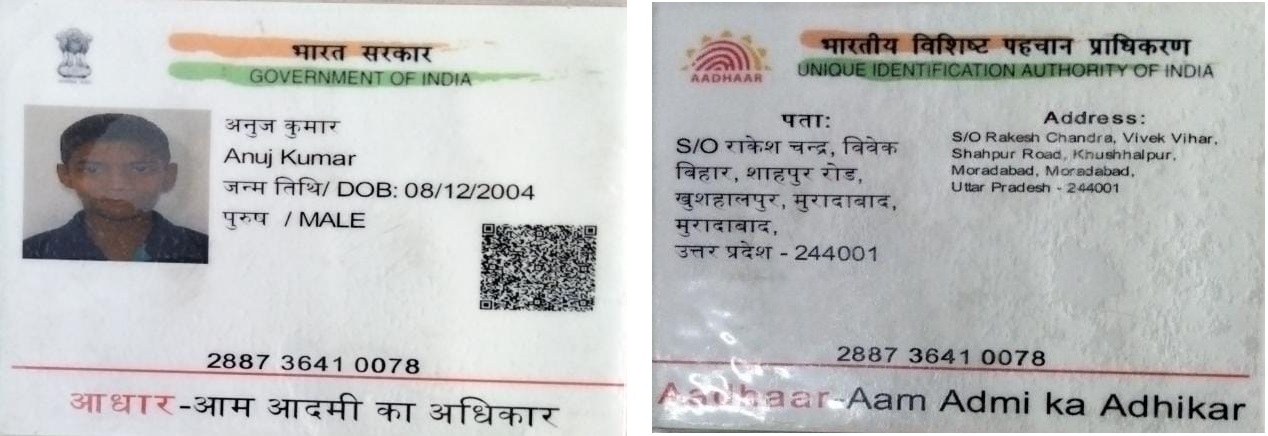 भारत सरकार
GOVERNMENT OF INDIA
अनुज कुमार
Anuj Kumar
जन्म तिथि/ DOB: 08/12/2004
पुरुष / MALE
2887 3641 0078
आधार-आम आदमी का अधिकार
AADHAAR
भारतीय विशिष्ट पहचान प्राधिकरण
UNIQUE IDENTIFICATION AUTHORITY OF INDIA
पता:
S/O राकेश चन्द्र, विवेक
बिहार, शाहपुर रोड,
खुशहालपुर, मुरादाबाद,
मुरादाबाद,
उत्तर प्रदेश - 244001
Address:
S/O Rakesh Chandra, Vivek Vihar,
Shahpur Road, Khushhalpur,
Moradabad, Moradabad,
Uttar Pradesh - 244001
2887 3641 0078
Aadhaar-Aam Admi ka Adhikar